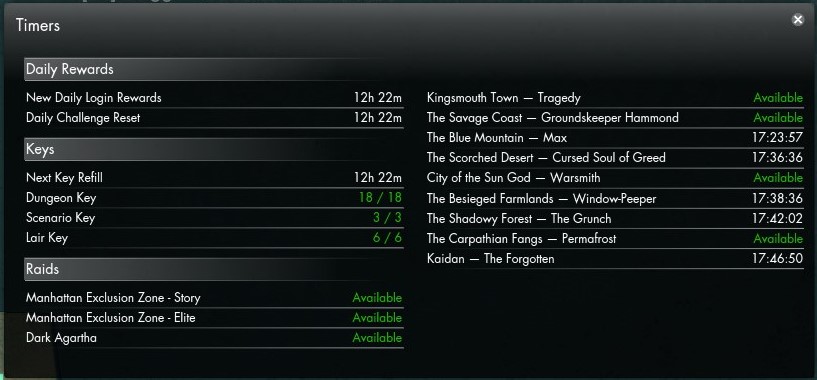 Timers
Daily Rewards
New Daily Login Rewards 12h 22m
Daily Challenge Reset 12h 22m
Keys
Next Key Refill 12h 22m
Dungeon Key 18 / 18
Scenario Key 3 / 3
Lair Key 6 / 6
Raids
Manhattan Exclusion Zone - Story Available
Manhattan Exclusion Zone - Elite Available
Dark Agartha Available
Kingsmouth Town — Tragedy Available
The Savage Coast — Groundskeeper Hammond Available
The Blue Mountain — Max 17:23:57
The Scorched Desert — Cursed Soul of Greed 17:36:36
City of the Sun God — Warsmith Available
The Besieged Farmlands — Window-Peeper 17:38:36
The Shadowy Forest — The Grunch 17:42:02
The Carpathian Fangs — Permafrost Available
Kaidan — The Forgotten 17:46:50